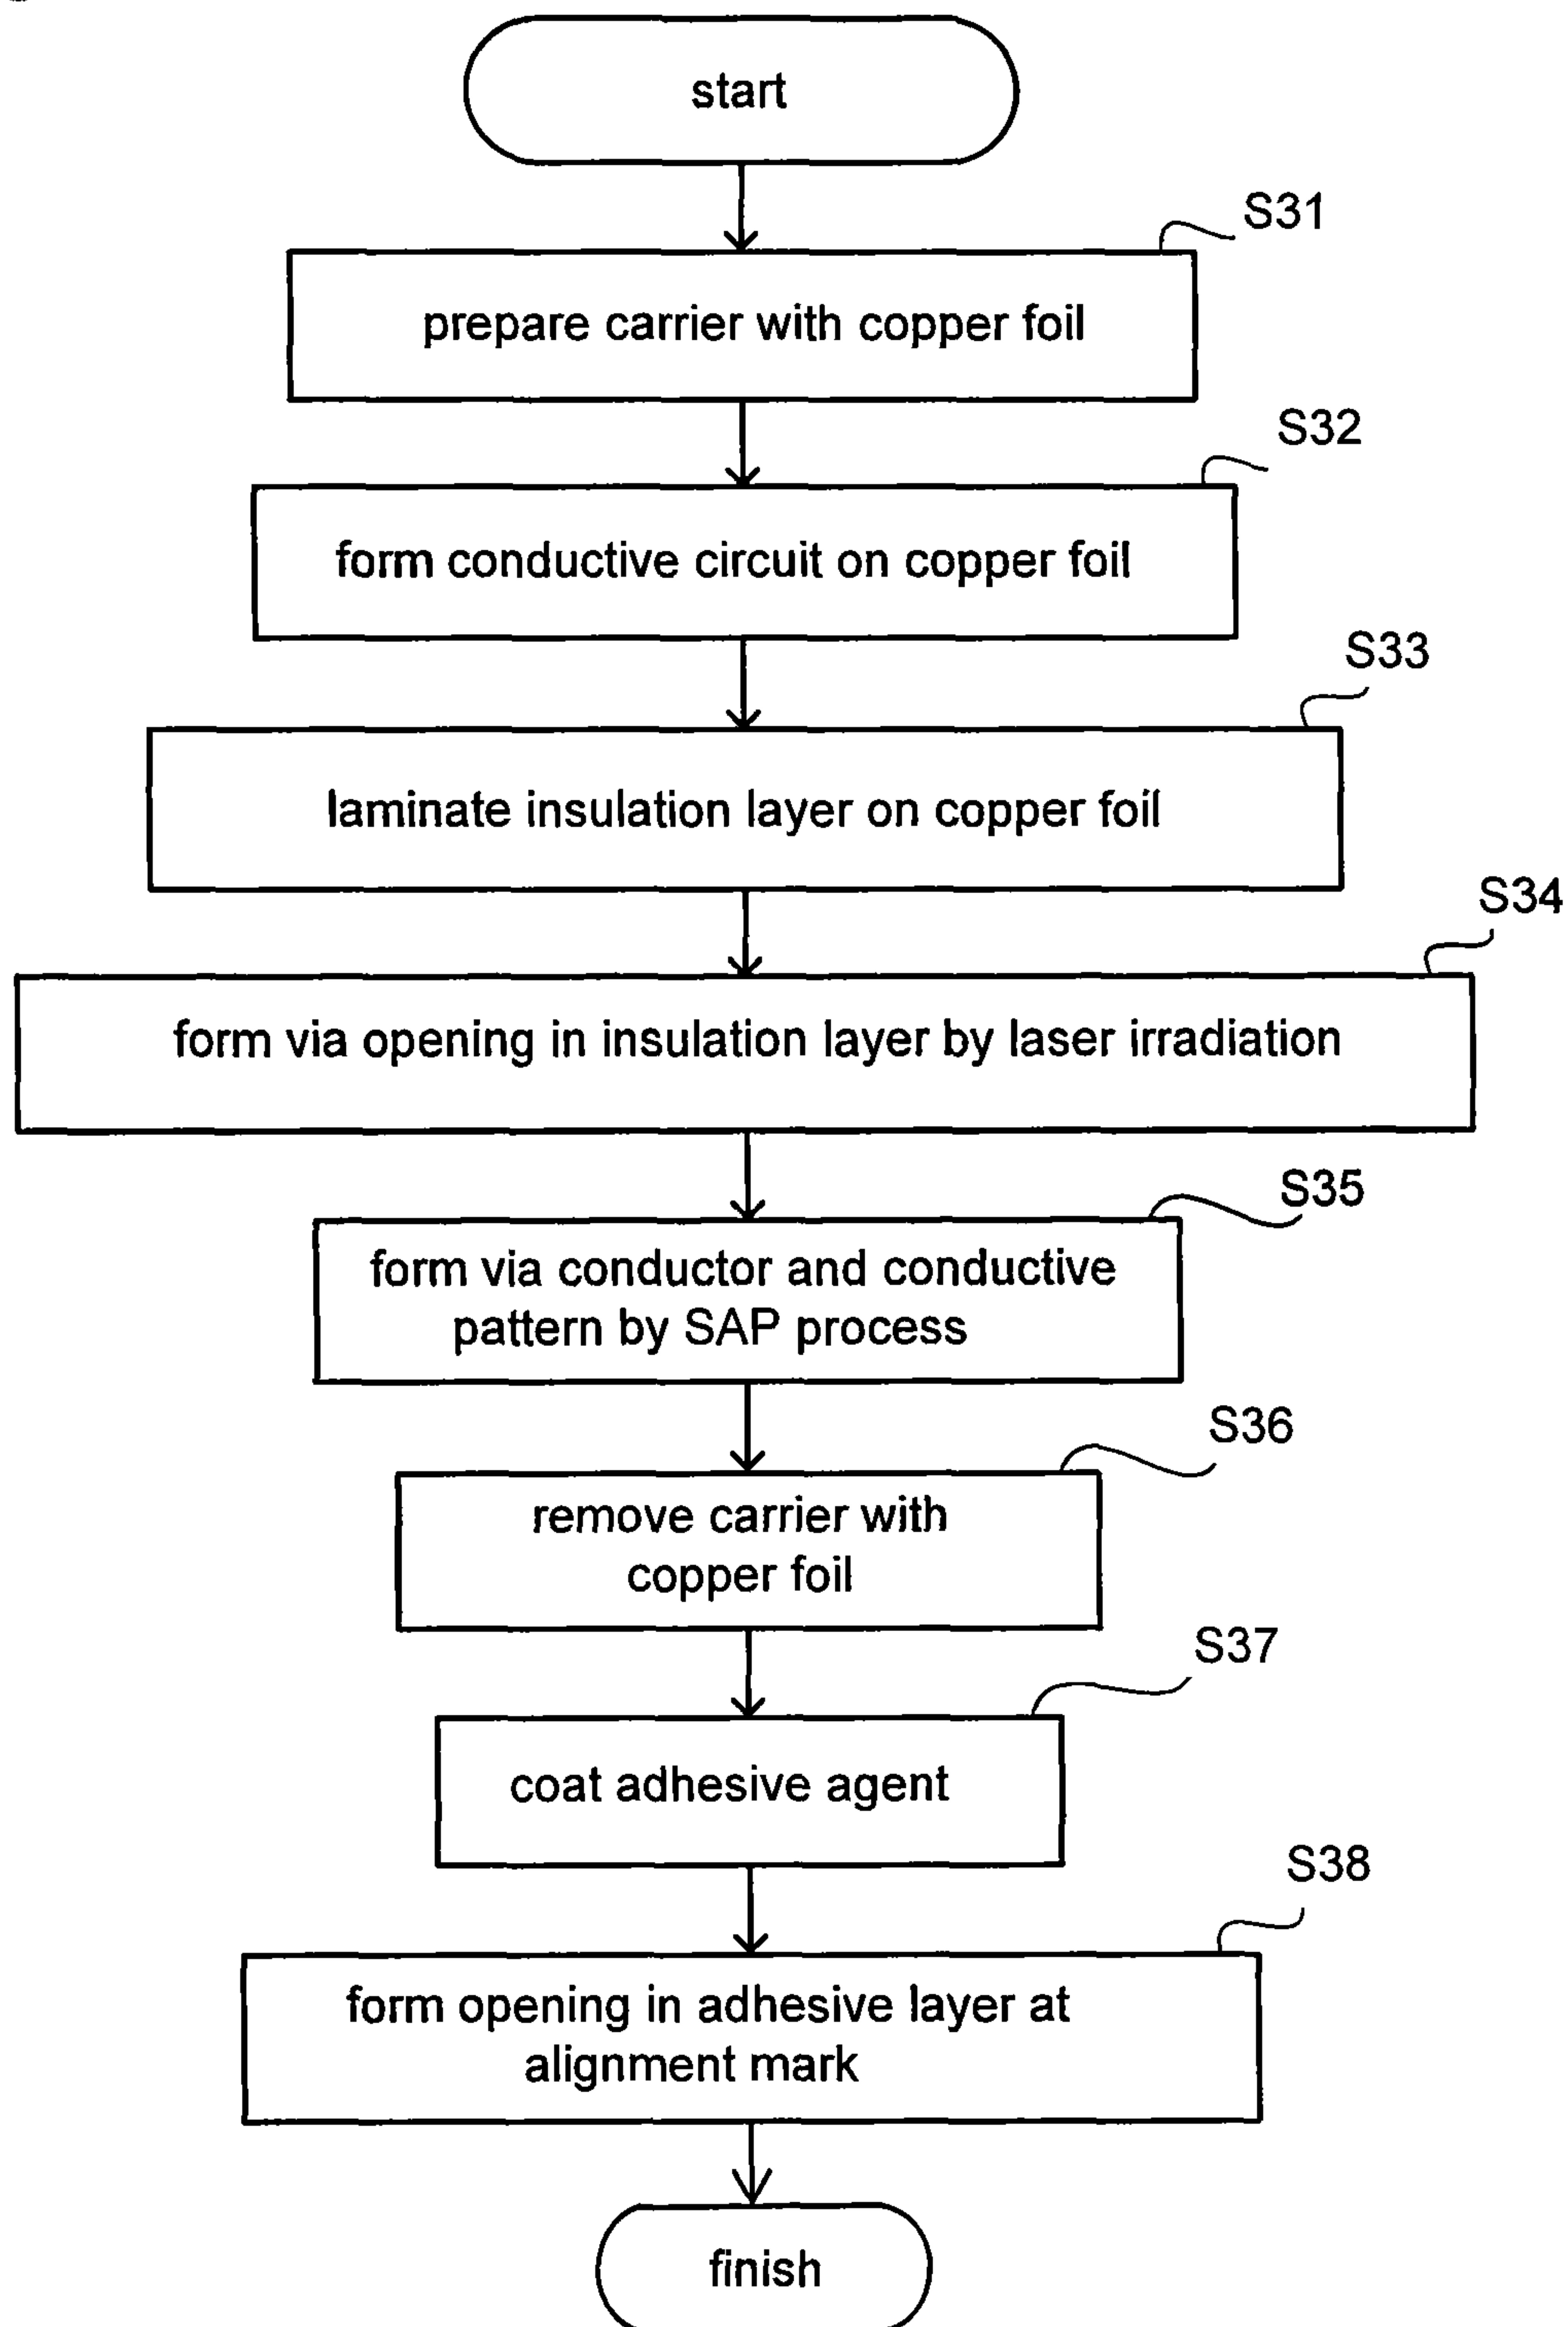 start
S31
prepare carrier with copper foil
S32
form conductive circuit on copper foil
S33
laminate insulation layer on copper foil
S34
form via opening in insulation layer by laser irradiation
S35
form via conductor and conductive
pattern by SAP process
S36
remove carrier with
copper foil
S37
coat adhesive agent
S38
form opening in adhesive layer at
alignment mark
finish